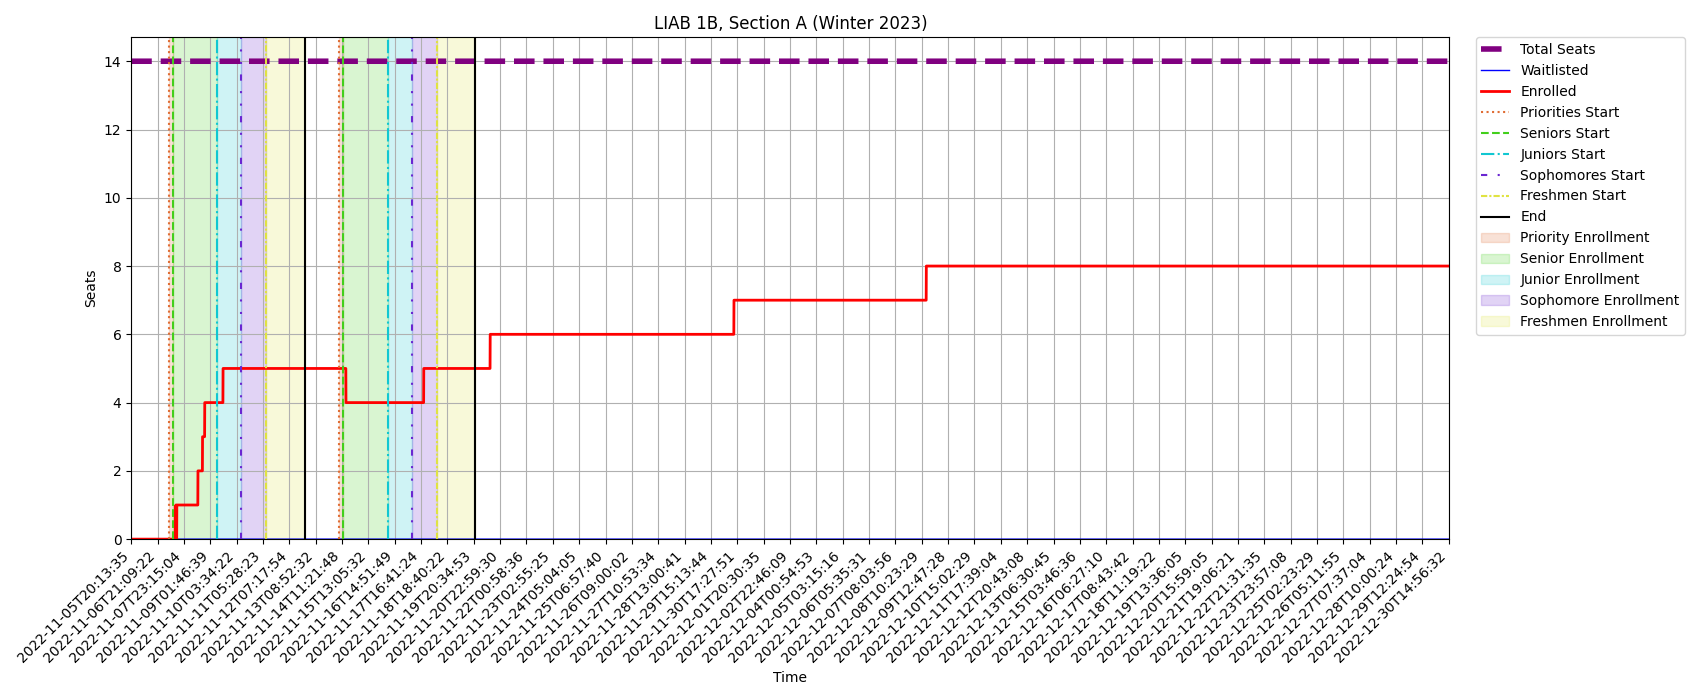 LIAB 1B, Section A (Winter 2023)
Seats
14
12
10
8
6
4
2
0
2022-11-05T20:13:35
2022-11-06T21:09:22
2022-11-07T23:15:04
2022-11-09T01:46:39
2022-11-10T03:34:22
2022-11-11T05:28:23
2022-11-12T07:17:54
2022-11-13T08:52:32
2022-11-14T11:21:48
2022-11-15T13:05:32
2022-11-16T14:51:49
2022-11-17T16:41:24
2022-11-18T18:40:22
2022-11-19T20:34:53
2022-11-20T22:59:30
2022-11-22T00:58:36
2022-11-23T02:55:25
2022-11-24T05:04:05
2022-11-25T06:57:40
2022-11-26T09:00:02
2022-11-27T10:53:34
2022-11-28T13:00:41
2022-11-29T15:13:44
2022-11-30T17:27:51
2022-12-01T20:30:35
2022-12-02T22:46:09
2022-12-04T00:54:53
2022-12-05T03:15:16
2022-12-06T05:35:31
2022-12-07T08:03:56
2022-12-08T10:23:29
2022-12-09T12:47:28
2022-12-10T15:02:29
2022-12-11T17:39:04
2022-12-12T20:43:08
2022-12-13T06:30:45
2022-12-15T03:46:36
2022-12-16T06:27:10
2022-12-17T08:43:42
2022-12-18T11:19:22
2022-12-19T13:36:05
2022-12-20T15:59:05
2022-12-21T19:06:21
2022-12-22T21:31:35
2022-12-23T23:57:08
2022-12-25T02:23:29
2022-12-26T05:11:55
2022-12-27T07:37:04
2022-12-28T10:00:24
2022-12-29T12:24:54
2022-12-30T14:56:32
Time
Total Seats
Waitlisted
Enrolled
Priorities Start
Seniors Start
Juniors Start
Sophomores Start
Freshmen Start
End
Priority Enrollment
Senior Enrollment
Junior Enrollment
Sophomore Enrollment
Freshmen Enrollment